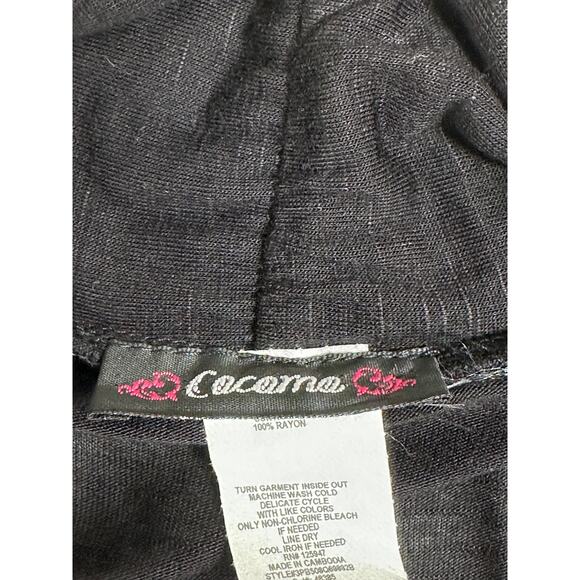 Cocomo
100% RAYON
TURN GARMENT INSIDE OUT
MACHINE WASH COLD
DELICATE CYCLE
WITH LIKE COLORS
ONLY NON-CHLORINE BLEACH
IF NEEDED
LINE DRY
COOL IRON IF NEEDED
RN# 125947
MADE IN CAMBODIA